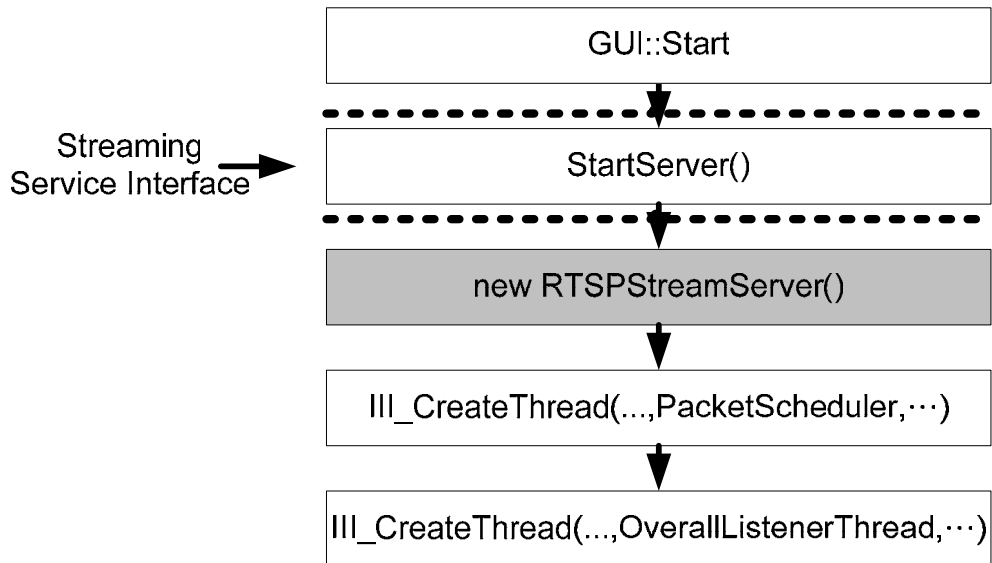 GUI::Start
Streaming
Service Interface
StartServer()
new RTSPStreamServer()
III_CreateThread(...,PacketScheduler,⋯)
III_CreateThread(...,OverallListenerThread,⋯)